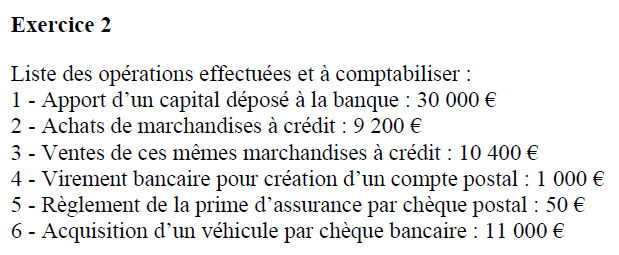 Exercice 2
Liste des opérations effectuées et à comptabiliser :
1 - Apport d’un capital déposé à la banque : 30 000 €
2 - Achats de marchandises à crédit : 9 200 €
3 - Ventes de ces mêmes marchandises à crédit : 10 400 €
4 - Virement bancaire pour création d’un compte postal : 1 000 €
5 - Règlement de la prime d’assurance par chèque postal : 50 €
6 - Acquisition d’un véhicule par chèque bancaire : 11 000 €